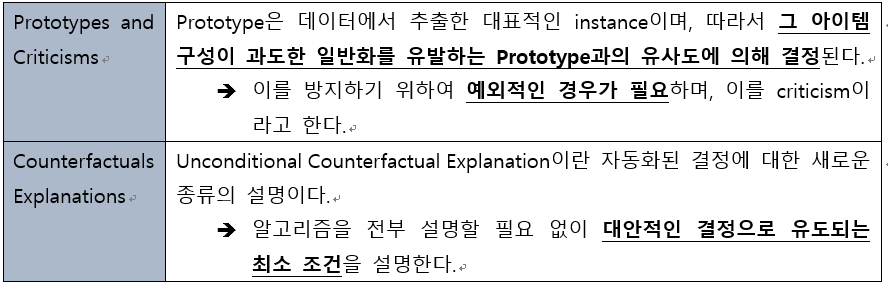 Prototypes and
Criticisms
Prototype은 데이터에서 추출한 대표적인 instance이며, 따라서 그 아이템
구성이 과도한 일반화를 유발하는 Prototype과의 유사도에 의해 결정된다.
➔ 이를 방지하기 위하여 예외적인 경우가 필요하며, 이를 criticism이
라고 한다.
Counterfactuals
Explanations
Unconditional Counterfactual Explanation이란 자동화된 결정에 대한 새로운
종류의 설명이다.
➔ 알고리즘을 전부 설명할 필요 없이 대안적인 결정으로 유도되는
최소 조건을 설명한다.